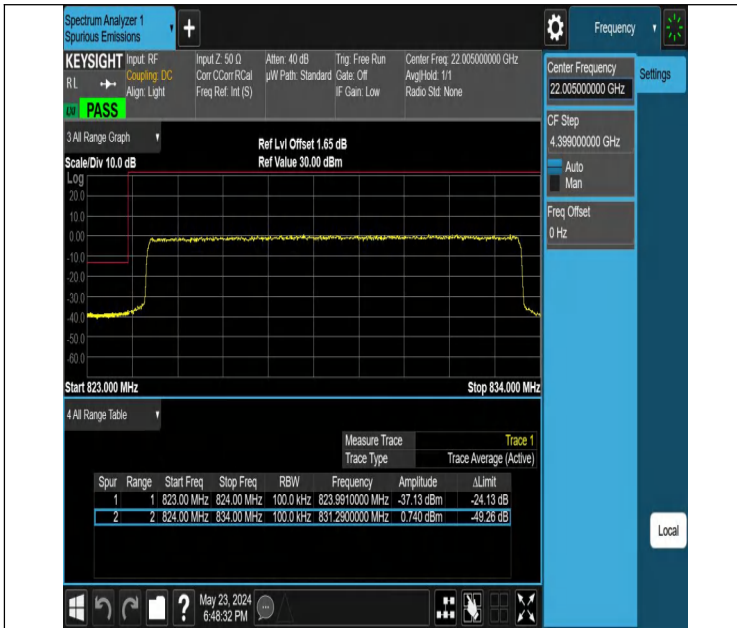 Spectrum Analyzer 1
Spurious Emissions
Frequency
KEYSIGHT
Input: RF
Coupling: DC
Align: Light
Input Z: 50 Ω
Corr CCorr RCal
Freq Ref: Int (S)
Atten: 40 dB
µW Path: Standard
Trig: Free Run
Gate: Off
IF Gain: Low
Center Freq: 22.005000000 GHz
Avg|Hold: 1/1
Radio Std: None
RL
PASS
Center Frequency
22.005000000 GHz
Settings
CF Step
4.399000000 GHz
Auto
Man
Freq Offset
0 Hz
3 All Range Graph
Ref Lvl Offset 1.65 dB
Scale/Div 10.0 dB
Ref Value 30.00 dBm
Log
20.0
10.0
0.00
-10.0
-20.0
-30.0
-40.0
-50.0
-60.0
Start 823.000 MHz
Stop 834.000 MHz
4 All Range Table
Measure Trace Trace 1
Trace Type Trace Average (Active)
Spur Range Start Freq Stop Freq RBW Frequency Amplitude ∆Limit
1 1 823.00 MHz 824.00 MHz 100.0 kHz 823.9910000 MHz -37.13 dBm -24.13 dB
2 2 824.00 MHz 834.00 MHz 100.0 kHz 831.2900000 MHz 0.740 dBm -49.26 dB
Local
May 23, 2024
6:48:32 PM